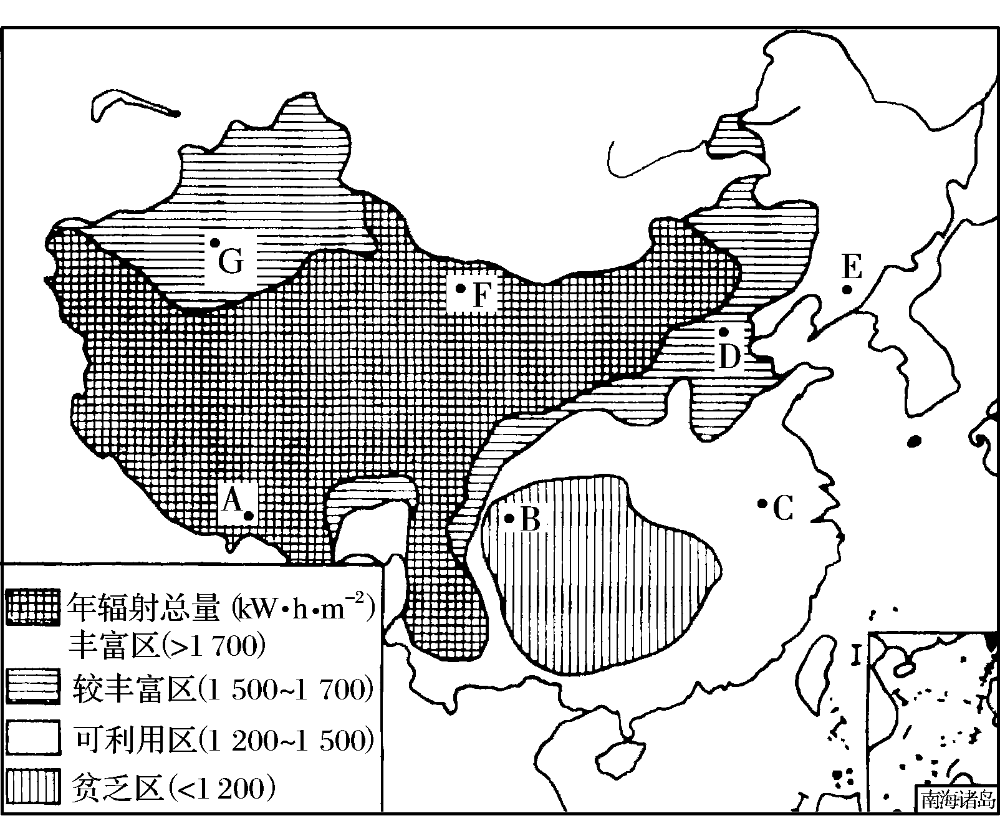 G
F
E
D
A
B
C
年辐射总量 (kW·h·m⁻²)
丰富区(>1 700)
较丰富区(1 500~1 700)
可利用区(1 200~1 500)
贫乏区(<1 200)
南海诸岛